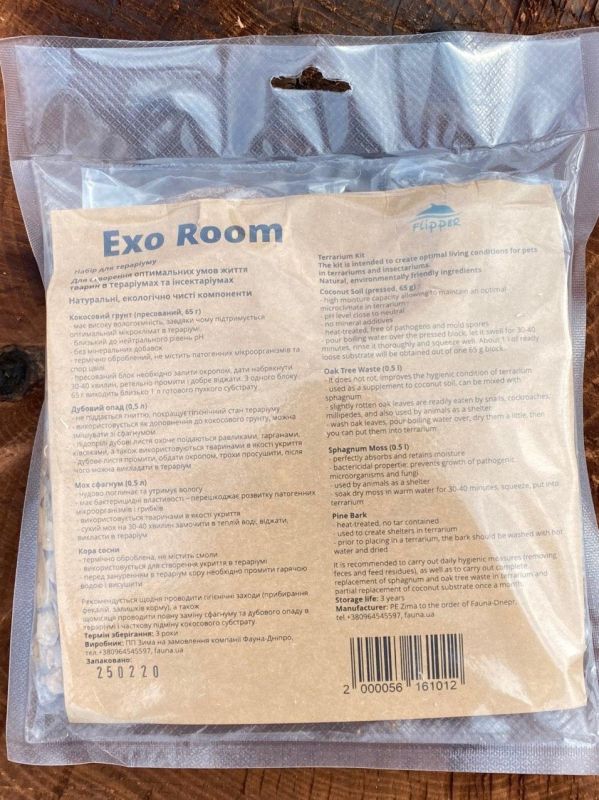 Exo Room
FLIPPER
Набір для тераріуму
Для створення оптимальних умов життя
тварин в тераріумах та інсектаріумах
Натуральні, екологічно чисті компоненти
Кокосовий грунт (пресований, 65 г)
- має високу вологоємність, завдяки чому підтримується
оптимальний мікроклімат в тераріумі.
- близький до нейтрального рівень pH
- без мінеральних добавок
- термічно оброблений, не містить патогенних мікроорганізмів та
спор цвілі
- пресований блок необхідно залити окропом, дати набрякнути
30-40 хвилин, ретельно промити і добре віджати. З одного блоку
65 г виходить близько 1 л готового пухкого субстрату
Дубовий опад (0,5 л)
- не піддається гниттю, покращує гігієнічний стан тераріуму
- використовується як доповнення до кокосового грунту, можна
змішувати зі сфагнумом
- підопрілі дубові листя охоче поїдаються равликами, тарганами,
ківсяками, а також використовуються тваринами в якості укриття
- дубове листя промити, обдати окропом, трохи просушити, після
чого можна викладати в тераріум
Мох сфагнум (0,5 л)
- чудово поглинає та утримує вологу
- має бактерицидні властивості – перешкоджає розвитку патогенних
мікроорганізмів і грибків
- використовується тваринами в якості укриття
- сухий мох на 30-40 хвилин замочити в теплій воді, віджати,
викласти в тераріум
Кора сосни
- термічно оброблена, не містить смоли
- використовується для створення укриття в тераріумі
- перед зануренням в тераріум кору необхідно промити гарячою
водою і висушити
Рекомендується щодня проводити гігієнічні заходи (прибирання
фекалій, залишків корму), а також
щомісяця проводити повну заміну сфагнуму та дубового опаду в
тераріумі і часткову підміну кокосового субстрату.
Термін зберігання: 3 роки
Виробник: ПП Зима на замовлення компанії Фауна-Дніпро,
тел.+380964545597, fauna.ua
Запаковано:
250220
Terrarium Kit
The kit is intended to create optimal living conditions for pets
in terrariums and insectariums.
Natural, environmentally friendly ingredients
Coconut Soil (pressed, 65 g)
- high moisture capacity allowing to maintain an optimal
microclimate in terrarium
- pH level close to neutral
- no mineral additives
- heat-treated, free of pathogens and mold spores
- pour boiling water over the pressed block, let it swell for 30-40
minutes, rinse it thoroughly and squeeze well. About 1 l of ready
loose substrate will be obtained out of one 65 g block.
Oak Tree Waste (0.5 l)
- It does not rot, improves the hygienic condition of terrarium
- used as a supplement to coconut soil, can be mixed with
sphagnum
- slightly rotten oak leaves are readily eaten by snails, cockroaches,
millipedes, and also used by animals as a shelter
- wash oak leaves, pour boiling water over, dry them a little, then
you can put them into terrarium
Sphagnum Moss (0.5 l)
- perfectly absorbs and retains moisture
- bactericidal propertie: prevents growth of pathogenic
microorganisms and fungi
- used by animals as a shelter
- soak dry moss in warm water for 30-40 minutes, squeeze, put into
terrarium
Pine Bark
- heat-treated, no tar contained
- used to create shelters in terrarium
- prior to placing in a terrarium, the bark should be washed with hot
water and dried
It is recommended to carry out daily hygienic measures (removing
feces and feed residues), as well as to carry out complete
replacement of sphagnum and oak tree waste in terrarium and
partial replacement of coconut substrate once a month.
Storage life: 3 years
Manufacturer: PE Zima to the order of Fauna-Dnepr,
tel.+380964545597, fauna.ua
2 000056 161012